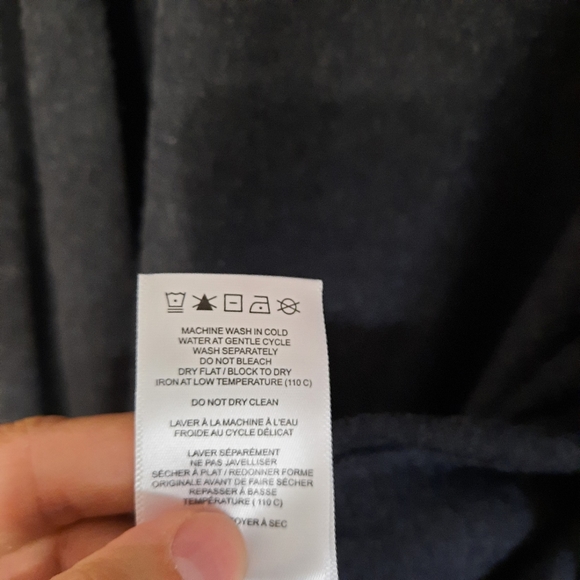 MACHINE WASH IN COLD
WATER AT GENTLE CYCLE
WASH SEPARATELY
DO NOT BLEACH
DRY FLAT / BLOCK TO DRY
IRON AT LOW TEMPERATURE (110 C)
DO NOT DRY CLEAN
LAVER À LA MACHINE À L'EAU
FROIDE AU CYCLE DÉLICAT
LAVER SÉPARÉMENT
NE PAS JAVELLISER
SÉCHER À PLAT / REDONNER FORME
ORIGINALE AVANT DE FAIRE SÉCHER
REPASSER À BASSE
TEMPÉRATURE ( 110 C)
OYER À SEC